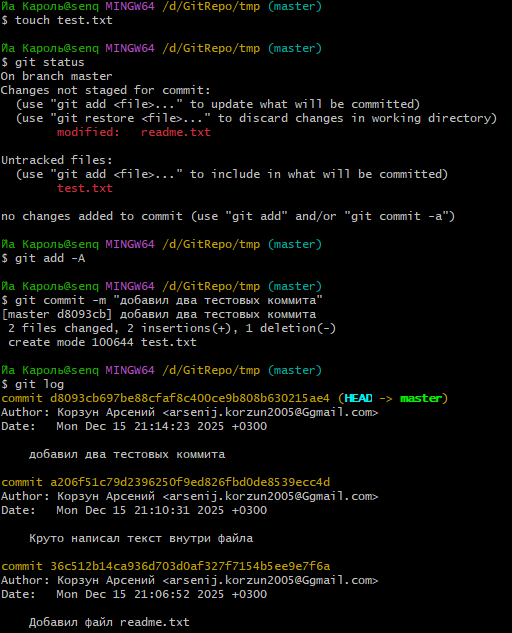 Йа Кароль@senq MINGW64 /d/GitRepo/tmp (master)
$ touch test.txt
Йа Кароль@senq MINGW64 /d/GitRepo/tmp (master)
$ git status
On branch master
Changes not staged for commit:
  (use "git add <file>..." to update what will be committed)
  (use "git restore <file>..." to discard changes in working directory)
        modified:   readme.txt
Untracked files:
  (use "git add <file>..." to include in what will be committed)
        test.txt
no changes added to commit (use "git add" and/or "git commit -a")
Йа Кароль@senq MINGW64 /d/GitRepo/tmp (master)
$ git add -A
Йа Кароль@senq MINGW64 /d/GitRepo/tmp (master)
$ git commit -m "добавил два тестовых коммита"
[master d8093cb] добавил два тестовых коммита
 2 files changed, 2 insertions(+), 1 deletion(-)
 create mode 100644 test.txt
Йа Кароль@senq MINGW64 /d/GitRepo/tmp (master)
$ git log
commit d8093cb697be88cfaf8c400ce9b808b630215ae4 (HEAD -> master)
Author: Корзун Арсений <arsenij.korzun2005@Ggmail.com>
Date:   Mon Dec 15 21:14:23 2025 +0300
    добавил два тестовых коммита
commit a206f51c79d2396250f9ed826fbd0de8539ecc4d
Author: Корзун Арсений <arsenij.korzun2005@Ggmail.com>
Date:   Mon Dec 15 21:10:31 2025 +0300
    Круто написал текст внутри файла
commit 36c512b14ca936d703d0af327f7154b5ee9e7f6a
Author: Корзун Арсений <arsenij.korzun2005@Ggmail.com>
Date:   Mon Dec 15 21:06:52 2025 +0300
    Добавил файл readme.txt